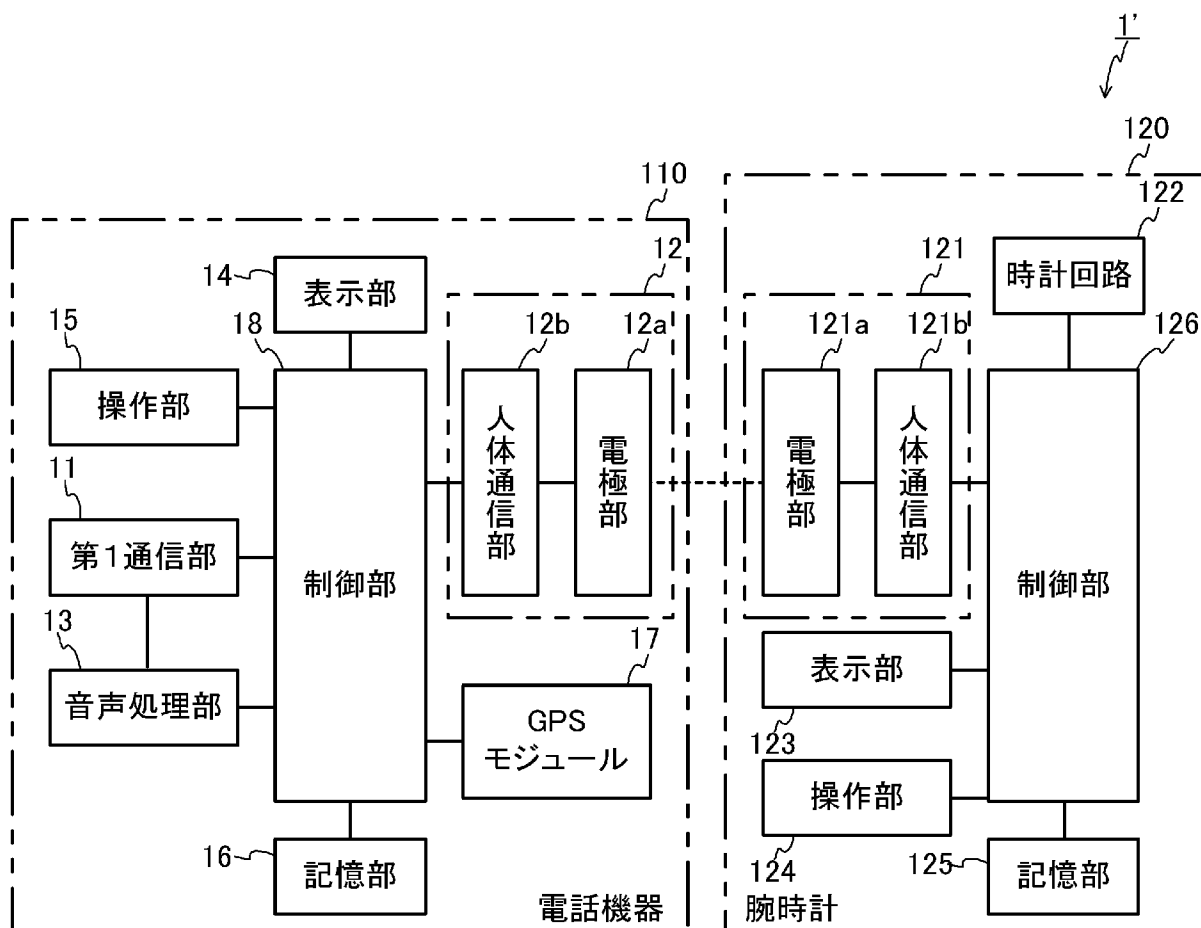 1'
120
110
122
時計回路
14
表示部
12
121
15
操作部
18
12b
12a
121a
121b
126
人体通信部
電極部
電極部
人体通信部
11
第1通信部
制御部
制御部
13
音声処理部
17
GPS
モジュール
表示部
123
操作部
124
16
記憶部
125
記憶部
電話機器
腕時計